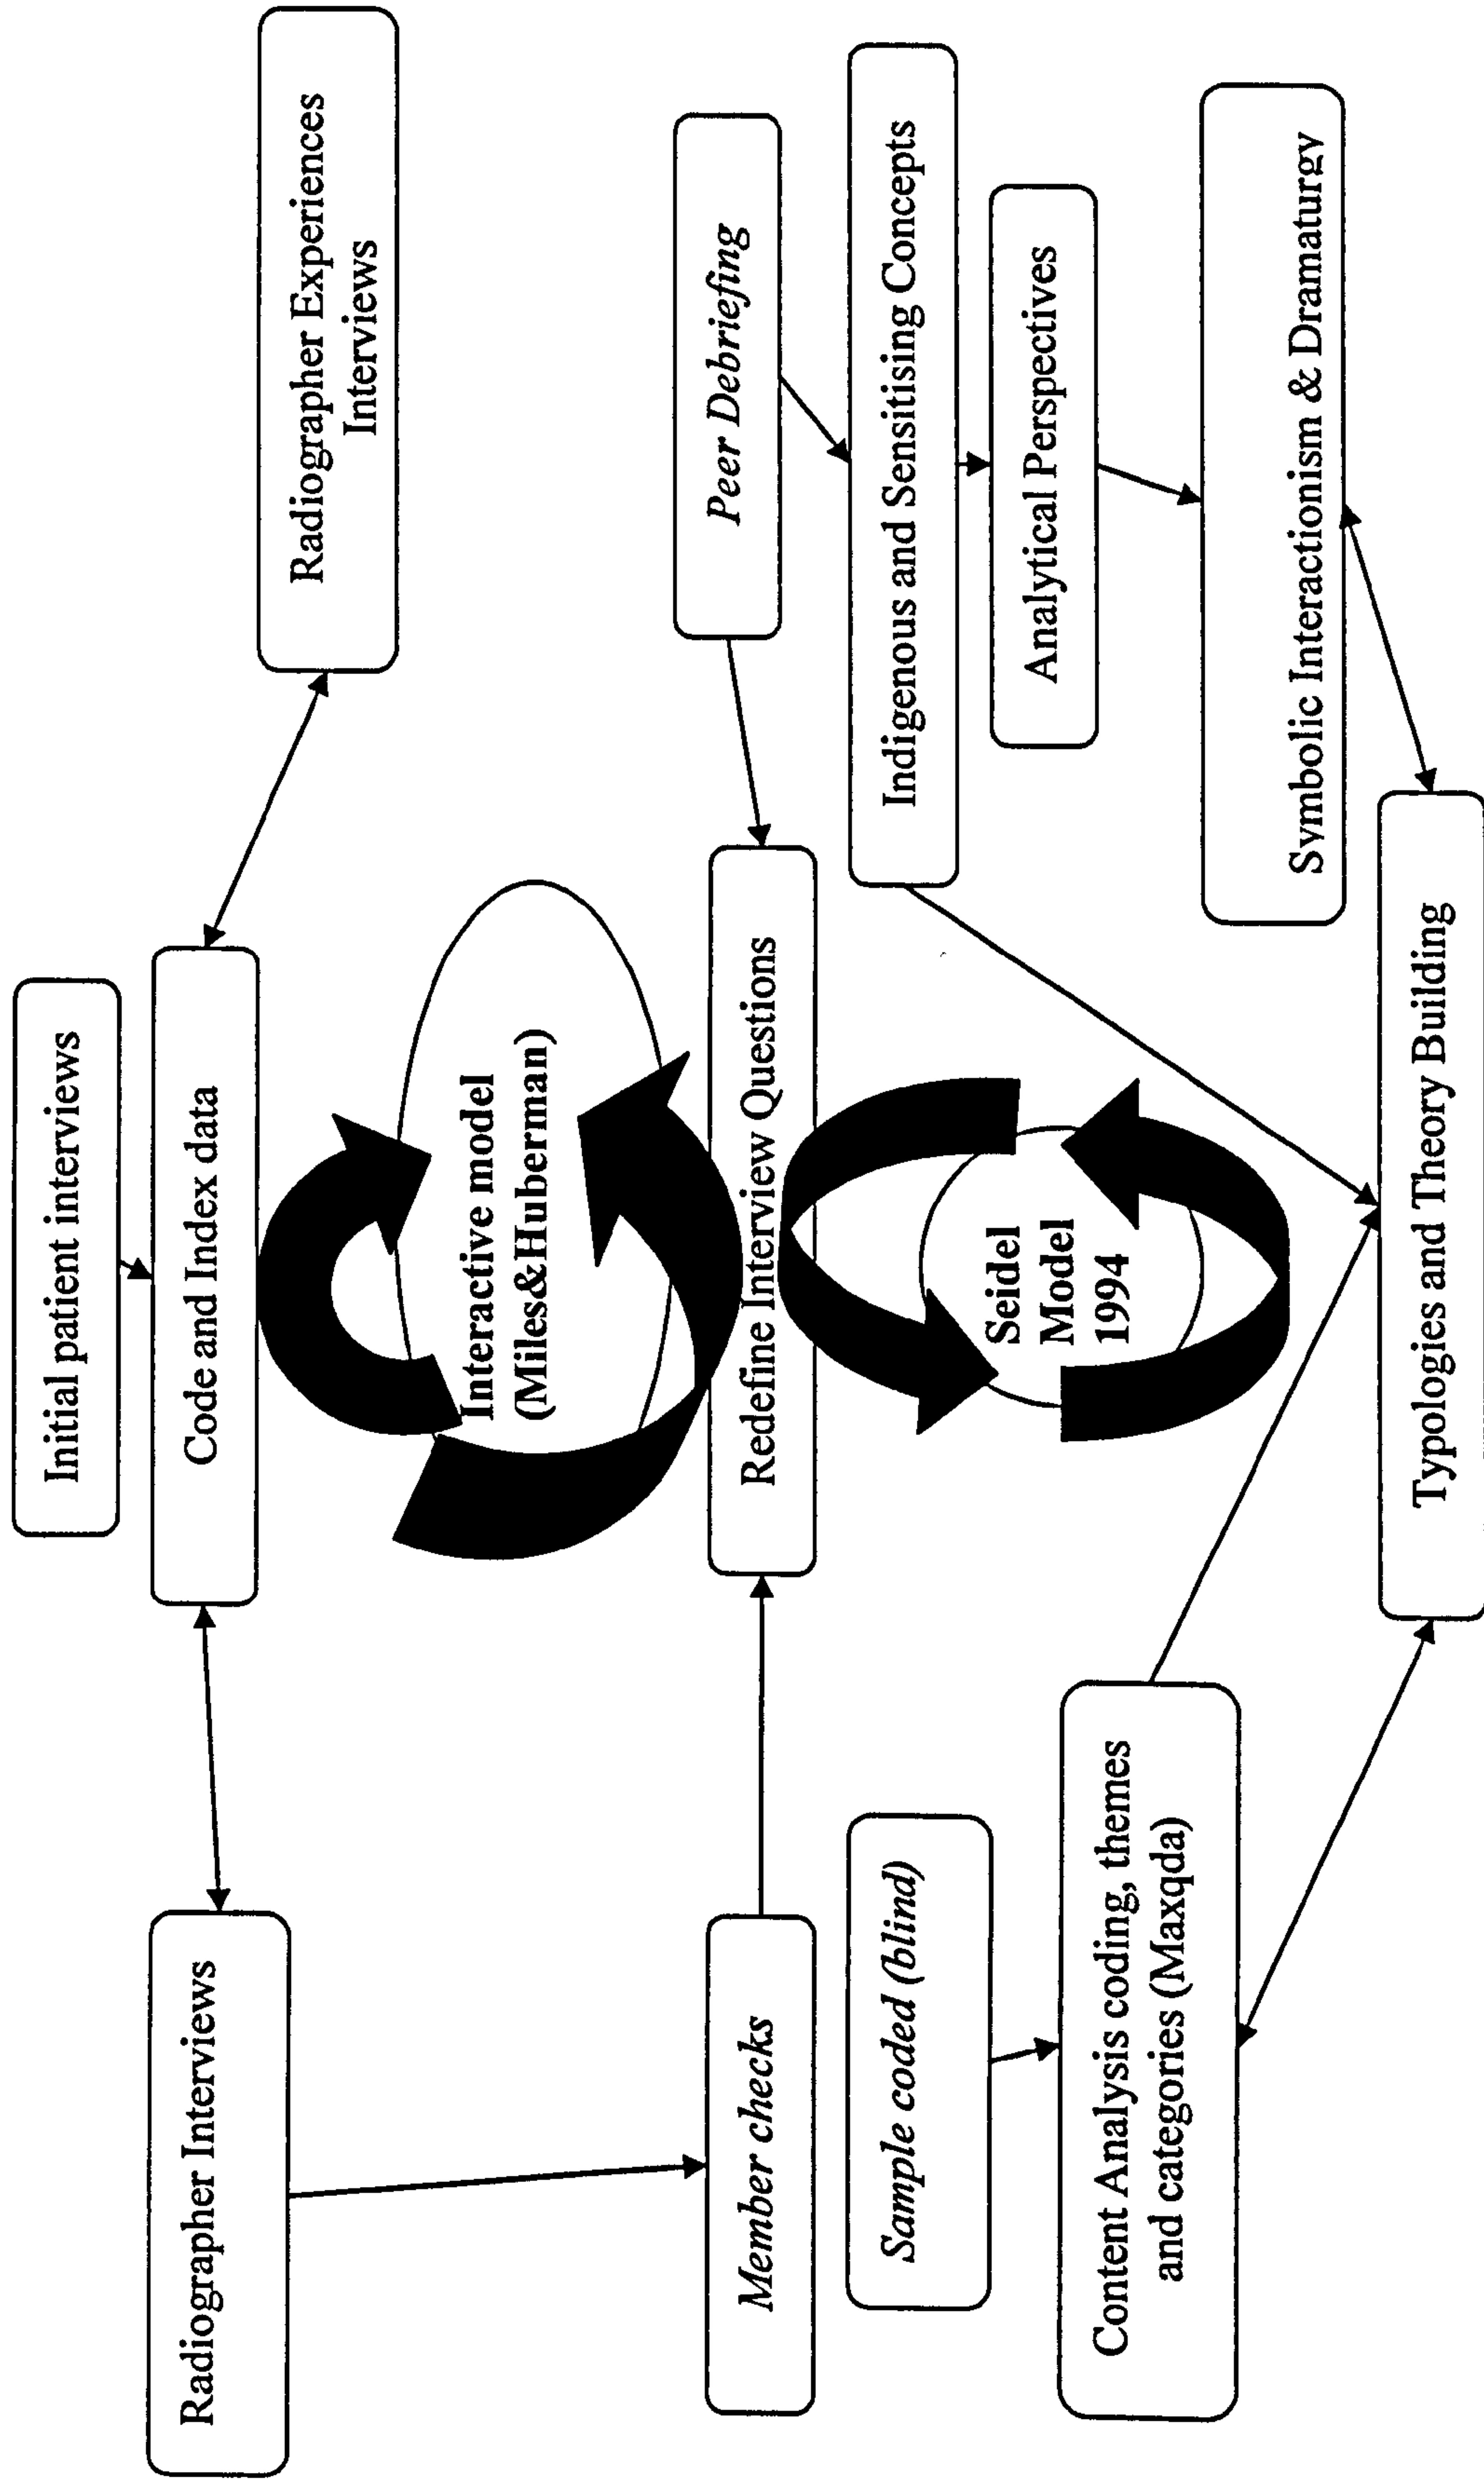 Initial patient interviews
Radiographer Interviews
Code and Index data
Radiographer Experiences
Interviews
Interactive model
(Miles&Huberman)
Member checks
Redefine Interview Questions
Peer Debriefing
Sample coded (blind)
Indigenous and Sensitising Concepts
Seidel
Model
1994
Analytical Perspectives
Content Analysis coding, themes
and categories (Maxqda)
Symbolic Interactionism & Dramaturgy
Typologies and Theory Building